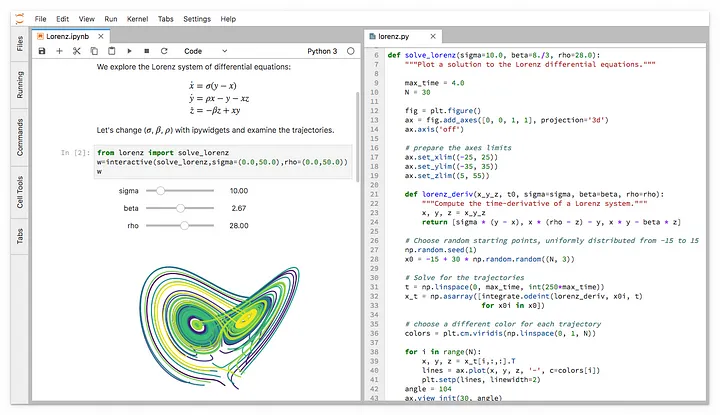 File Edit View Run Kernel Tabs Settings Help
Files
Running
Commands
Cell Tools
Tabs
Lorenz.ipynb
Code
Python 3
We explore the Lorenz system of differential equations:
ẋ = σ(y − x)
ẏ = ρx − y − xz
ż = −βz + xy
Let's change (σ, β, ρ) with ipywidgets and examine the trajectories.
In [2]:
from lorenz import solve_lorenz
w=interactive(solve_lorenz,sigma=(0.0,50.0),rho=(0.0,50.0))
w
sigma 10.00
beta 2.67
rho 28.00
lorenz.py
6 def solve_lorenz(sigma=10.0, beta=8./3, rho=28.0):
7 """Plot a solution to the Lorenz differential equations."""
8
9 max_time = 4.0
10 N = 30
11
12 fig = plt.figure()
13 ax = fig.add_axes([0, 0, 1, 1], projection='3d')
14 ax.axis('off')
15
16 # prepare the axes limits
17 ax.set_xlim((-25, 25))
18 ax.set_ylim((-35, 35))
19 ax.set_zlim((5, 55))
20
21 def lorenz_deriv(x_y_z, t0, sigma=sigma, beta=beta, rho=rho):
22 """Compute the time-derivative of a Lorenz system."""
23 x, y, z = x_y_z
24 return [sigma * (y - x), x * (rho - z) - y, x * y - beta * z]
25
26 # Choose random starting points, uniformly distributed from -15 to 15
27 np.random.seed(1)
28 x0 = -15 + 30 * np.random.random((N, 3))
29
30 # Solve for the trajectories
31 t = np.linspace(0, max_time, int(250*max_time))
32 x_t = np.asarray([integrate.odeint(lorenz_deriv, x0i, t)
33 for x0i in x0])
34
35 # choose a different color for each trajectory
36 colors = plt.cm.viridis(np.linspace(0, 1, N))
37
38 for i in range(N):
39 x, y, z = x_t[i,:,:].T
40 lines = ax.plot(x, y, z, '-', c=colors[i])
41 plt.setp(lines, linewidth=2)
42 angle = 104
43 ax.view_init(30, angle)